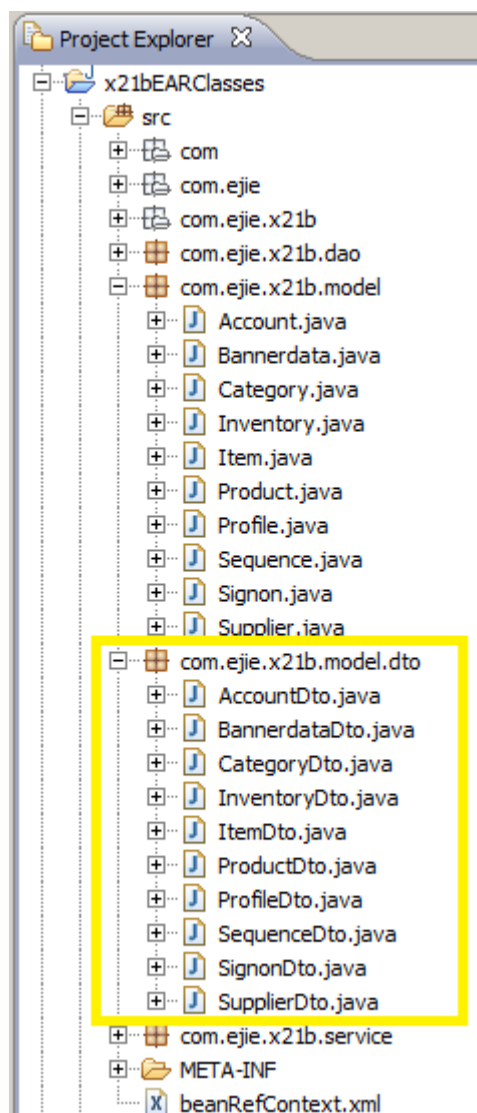 Project Explorer
x21bEARClasses
src
com
com.ejie
com.ejie.x21b
com.ejie.x21b.dao
com.ejie.x21b.model
Account.java
Bannerdata.java
Category.java
Inventory.java
Item.java
Product.java
Profile.java
Sequence.java
Signon.java
Supplier.java
com.ejie.x21b.model.dto
AccountDto.java
BannerdataDto.java
CategoryDto.java
InventoryDto.java
ItemDto.java
ProductDto.java
ProfileDto.java
SequenceDto.java
SignonDto.java
SupplierDto.java
com.ejie.x21b.service
META-INF
beanRefContext.xml